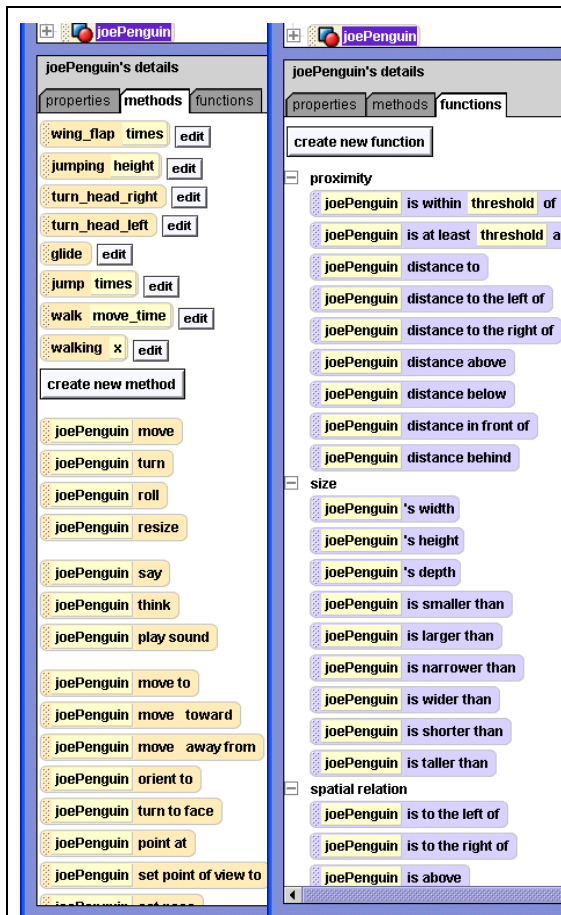 joePenguin
joePenguin's details
properties methods functions
wing_flap times edit
jumping height edit
turn_head_right edit
turn_head_left edit
glide edit
jump times edit
walk move_time edit
walking x edit
create new method
joePenguin move
joePenguin turn
joePenguin roll
joePenguin resize
joePenguin say
joePenguin think
joePenguin play sound
joePenguin move to
joePenguin move toward
joePenguin move away from
joePenguin orient to
joePenguin turn to face
joePenguin point at
joePenguin set point of view to
joePenguin
joePenguin's details
properties methods functions
create new function
proximity
joePenguin is within threshold of
joePenguin is at least threshold a
joePenguin distance to
joePenguin distance to the left of
joePenguin distance to the right of
joePenguin distance above
joePenguin distance below
joePenguin distance in front of
joePenguin distance behind
size
joePenguin 's width
joePenguin 's height
joePenguin 's depth
joePenguin is smaller than
joePenguin is larger than
joePenguin is narrower than
joePenguin is wider than
joePenguin is shorter than
joePenguin is taller than
spatial relation
joePenguin is to the left of
joePenguin is to the right of
joePenguin is above